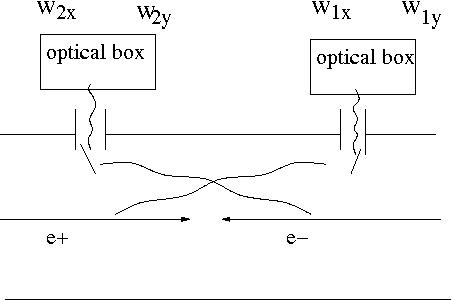 W2x W2y W1x W1y
optical box optical box
e+ e−